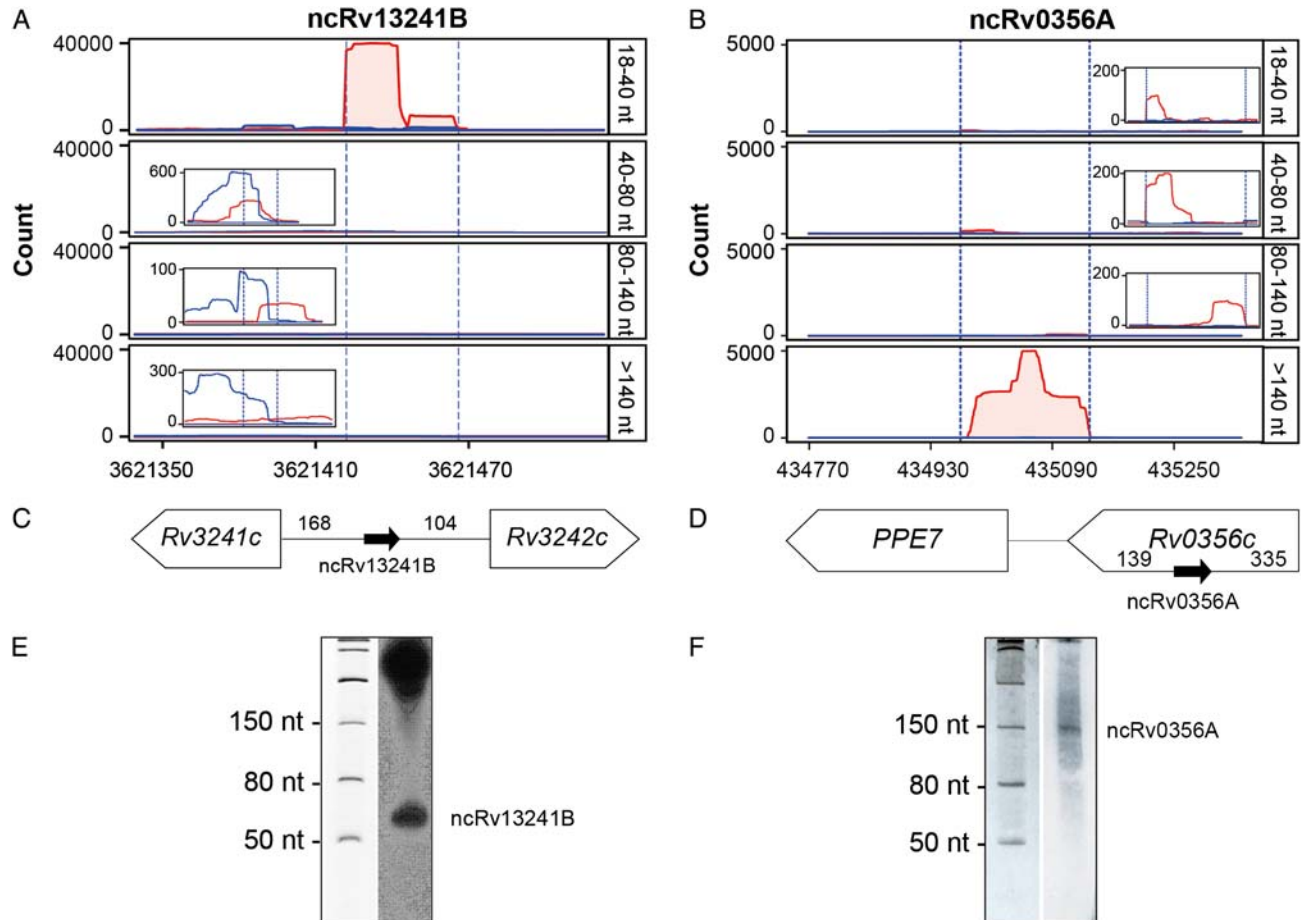 A
ncRv13241B
Count
40000
0
18-40 nt
40000
0
600
0
40-80 nt
40000
0
100
0
80-140 nt
40000
0
300
0
>140 nt
3621350 3621410 3621470
B
ncRv0356A
Count
5000
0
200
0
18-40 nt
5000
0
200
0
40-80 nt
5000
0
200
0
80-140 nt
5000
0
>140 nt
434770 434930 435090 435250
C
Rv3241c 168 104 Rv3242c
ncRv13241B
D
PPE7 Rv0356c
139 335
ncRv0356A
E
150 nt
80 nt
50 nt
ncRv13241B
F
150 nt
80 nt
50 nt
ncRv0356A